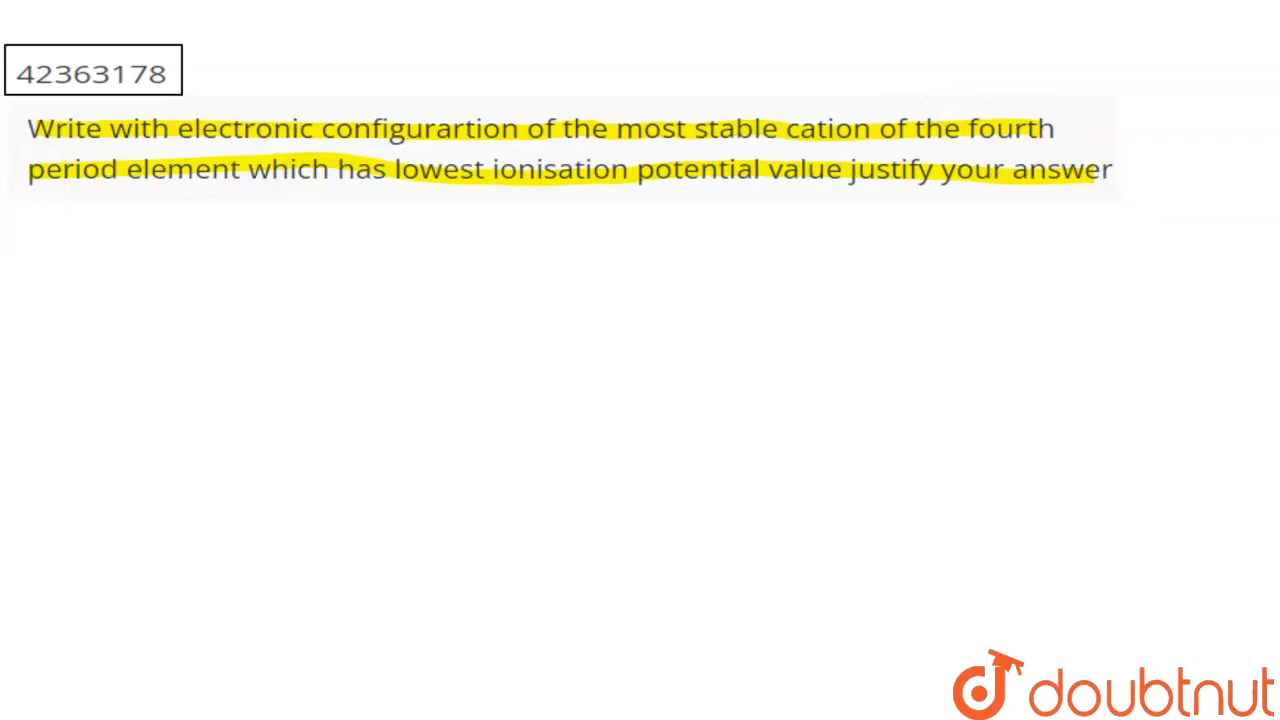 42363178
Write with electronic configurartion of the most stable cation of the fourth
period element which has lowest ionisation potential value justify your answer
doubtnut